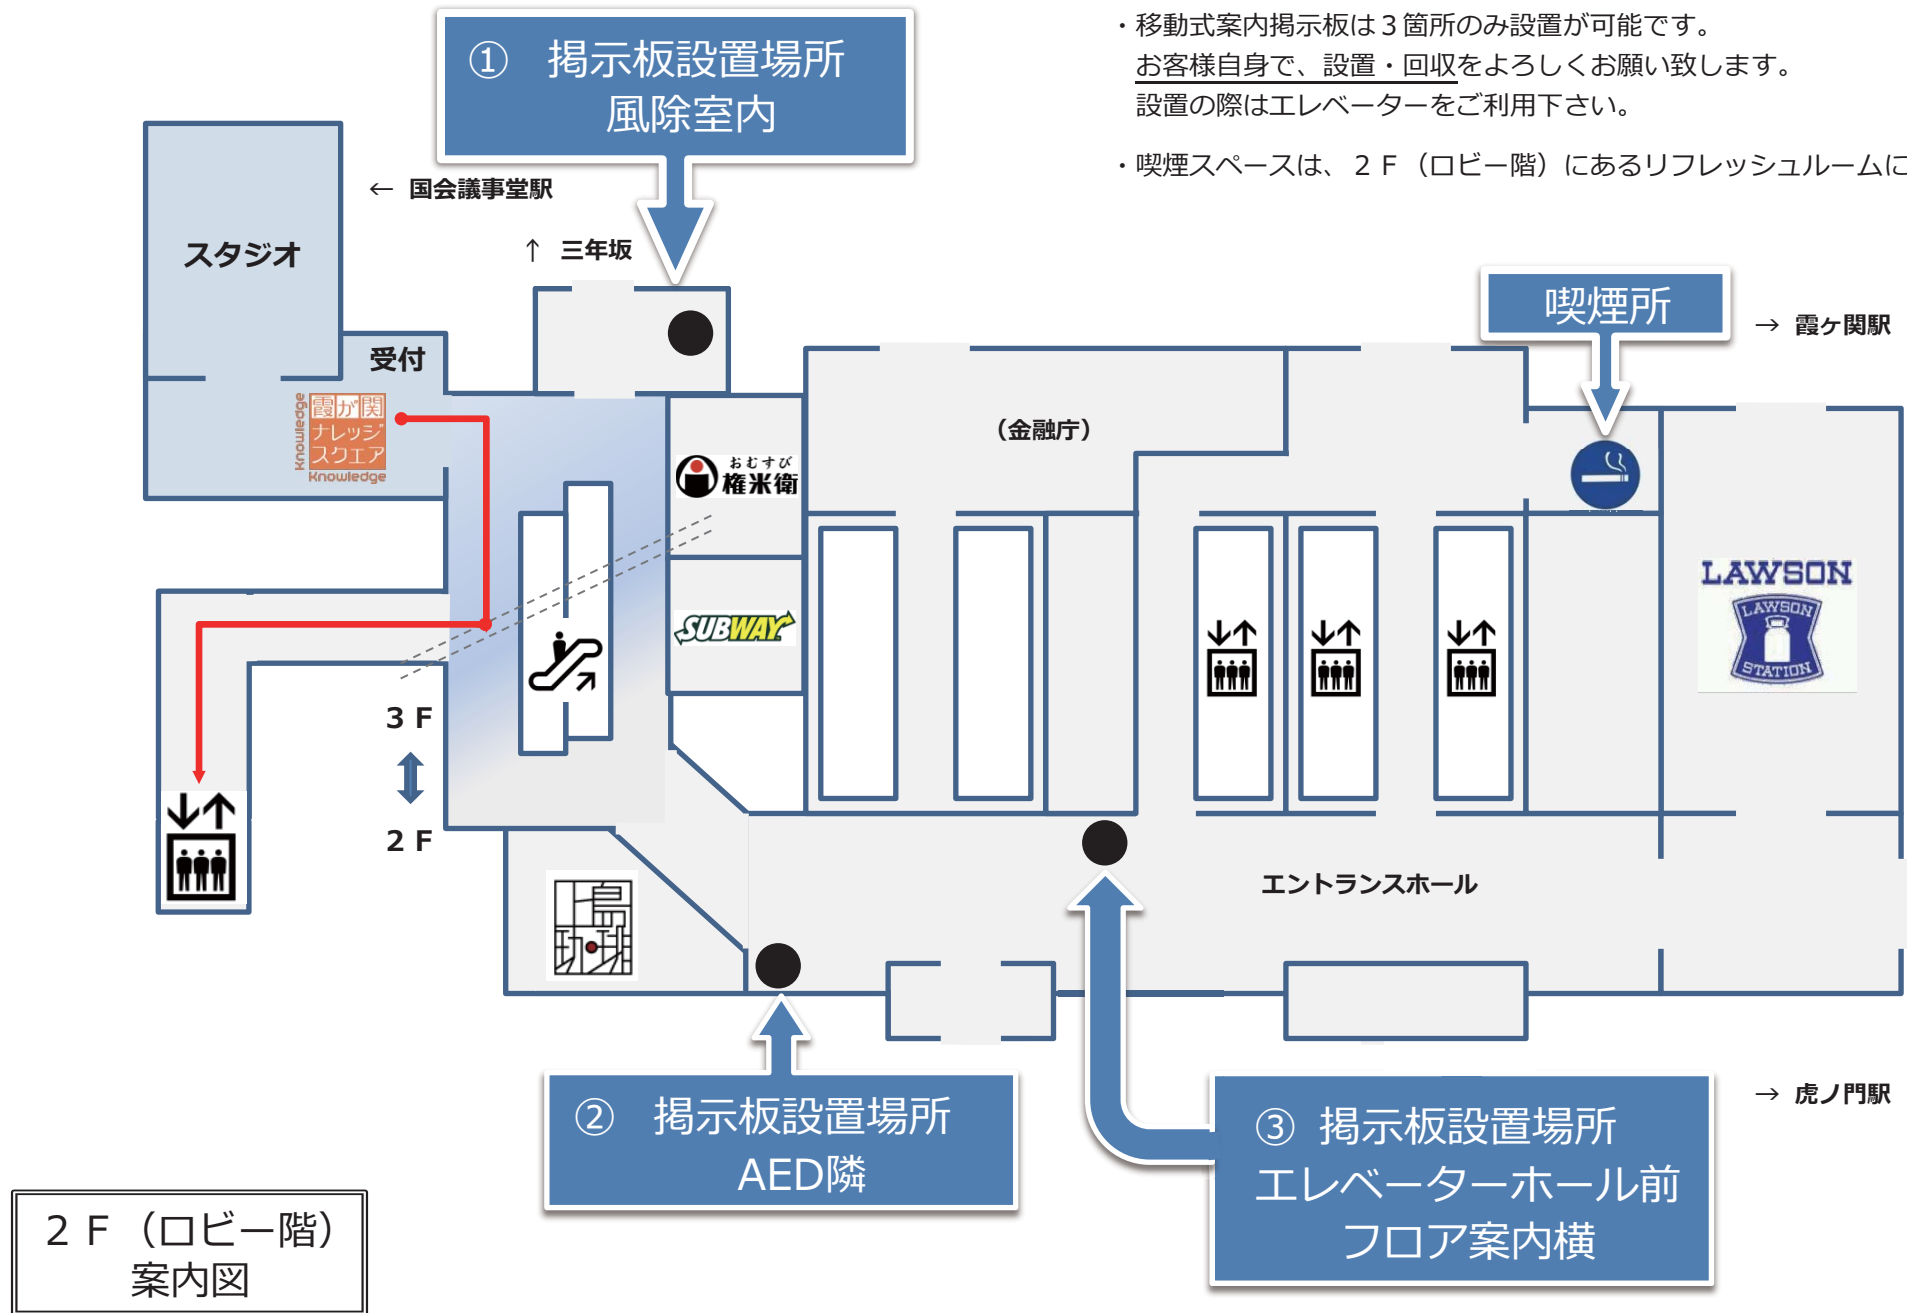 ・移動式案内掲示板は３箇所のみ設置が可能です。
お客様自身で、設置・回収をよろしくお願い致します。
設置の際はエレベーターをご利用下さい。
・喫煙スペースは、２Ｆ（ロビー階）にあるリフレッシュルームに
① 掲示板設置場所
風除室内
← 国会議事堂駅
↑ 三年坂
スタジオ
受付
喫煙所
→ 霞ヶ関駅
Knowledge
霞が関
ナレッジ
スクエア
Knowledge
（金融庁）
おむすび
権米衛
SUBWAY
LAWSON
LAWSON
STATION
３Ｆ
２Ｆ
上島
珈琲
エントランスホール
② 掲示板設置場所
AED隣
③ 掲示板設置場所
エレベーターホール前
フロア案内横
→ 虎ノ門駅
２Ｆ（ロビー階）
案内図